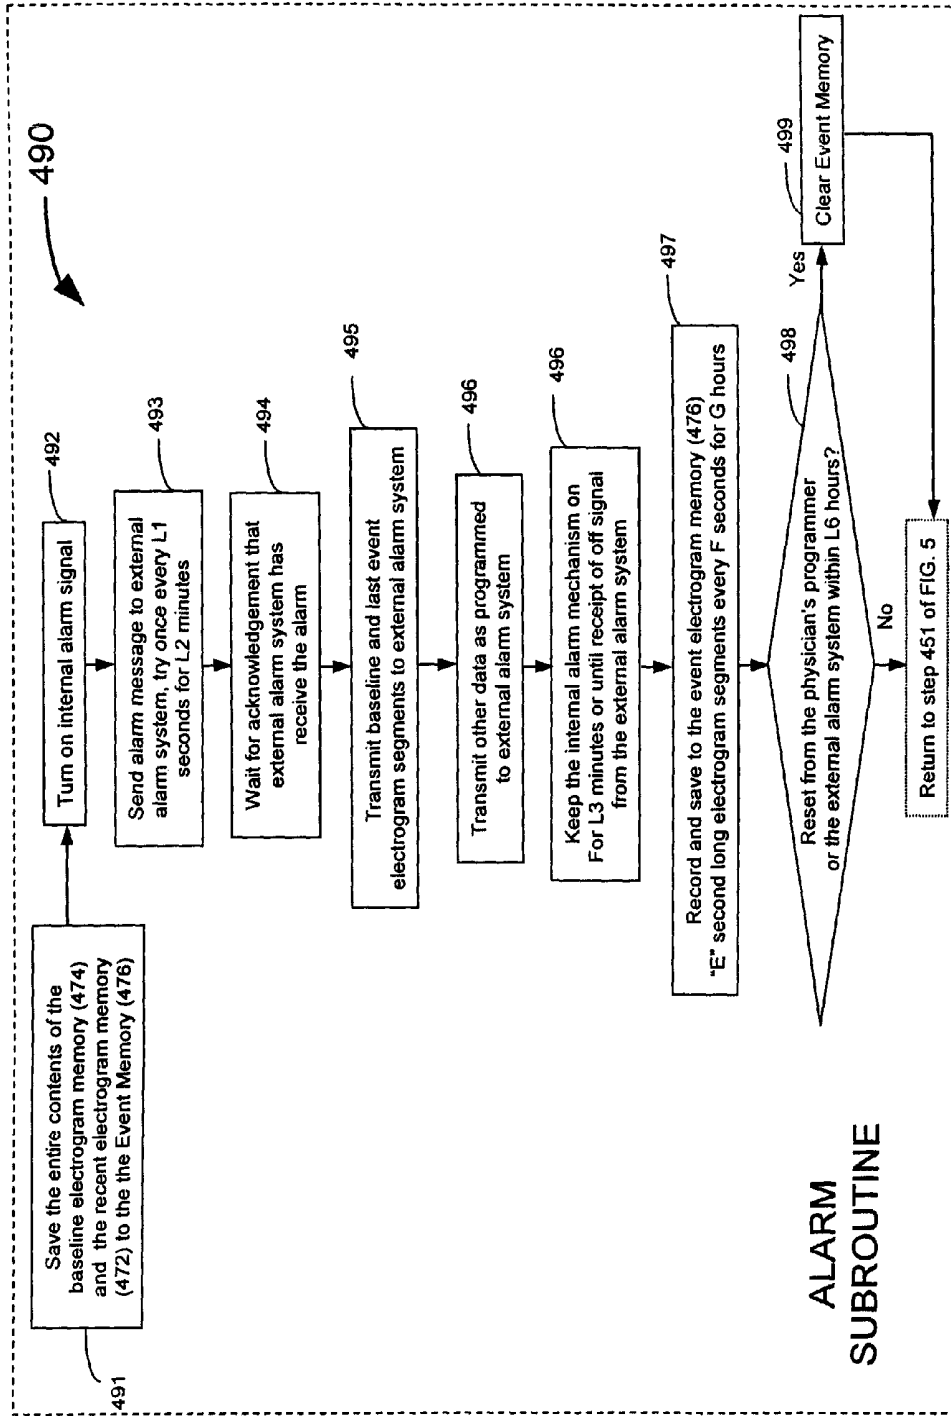 490
491
Save the entire contents of the
baseline electrogram memory (474)
and the recent electrogram memory
(472) to the the Event Memory (476)
492
Turn on internal alarm signal
493
Send alarm message to external
alarm system, try once every L1
seconds for L2 minutes
494
Wait for acknowledgement that
external alarm system has
receive the alarm
495
Transmit baseline and last event
electrogram segments to external alarm system
496
Transmit other data as programmed
to external alarm system
496
Keep the internal alarm mechanism on
For L3 minutes or until receipt of off signal
from the external alarm system
497
Record and save to the event electrogram memory (476)
"E" second long electrogram segments every F seconds for G hours
498
Reset from the physician's programmer
or the external alarm system within L6 hours?
Yes
499
Clear Event Memory
No
Return to step 451 of FIG. 5
ALARM
SUBROUTINE